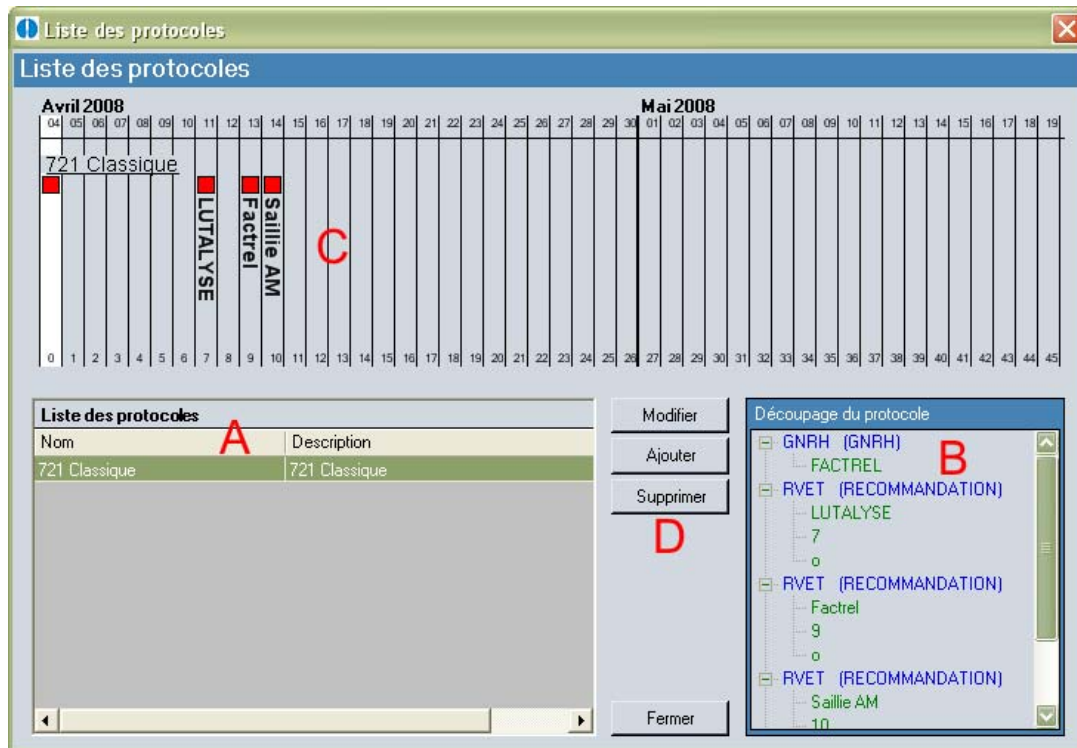 Liste des protocoles
Liste des protocoles
Avril 2008 Mai 2008
04 05 06 07 08 09 10 11 12 13 14 15 16 17 18 19 20 21 22 23 24 25 26 27 28 29 30 01 02 03 04 05 06 07 08 09 10 11 12 13 14 15 16 17 18 19
721 Classique
LUTALYSE
Factrel
Saillie AM
C
0 1 2 3 4 5 6 7 8 9 10 11 12 13 14 15 16 17 18 19 20 21 22 23 24 25 26 27 28 29 30 31 32 33 34 35 36 37 38 39 40 41 42 43 44 45
Liste des protocoles
A
Nom Description
721 Classique 721 Classique
Modifier
Ajouter
Supprimer
D
Fermer
Découpage du protocole
GNRH (GNRH)
B
FACTREL
RVET (RECOMMANDATION)
LUTALYSE
7
o
RVET (RECOMMANDATION)
Factrel
9
o
RVET (RECOMMANDATION)
Saillie AM
10